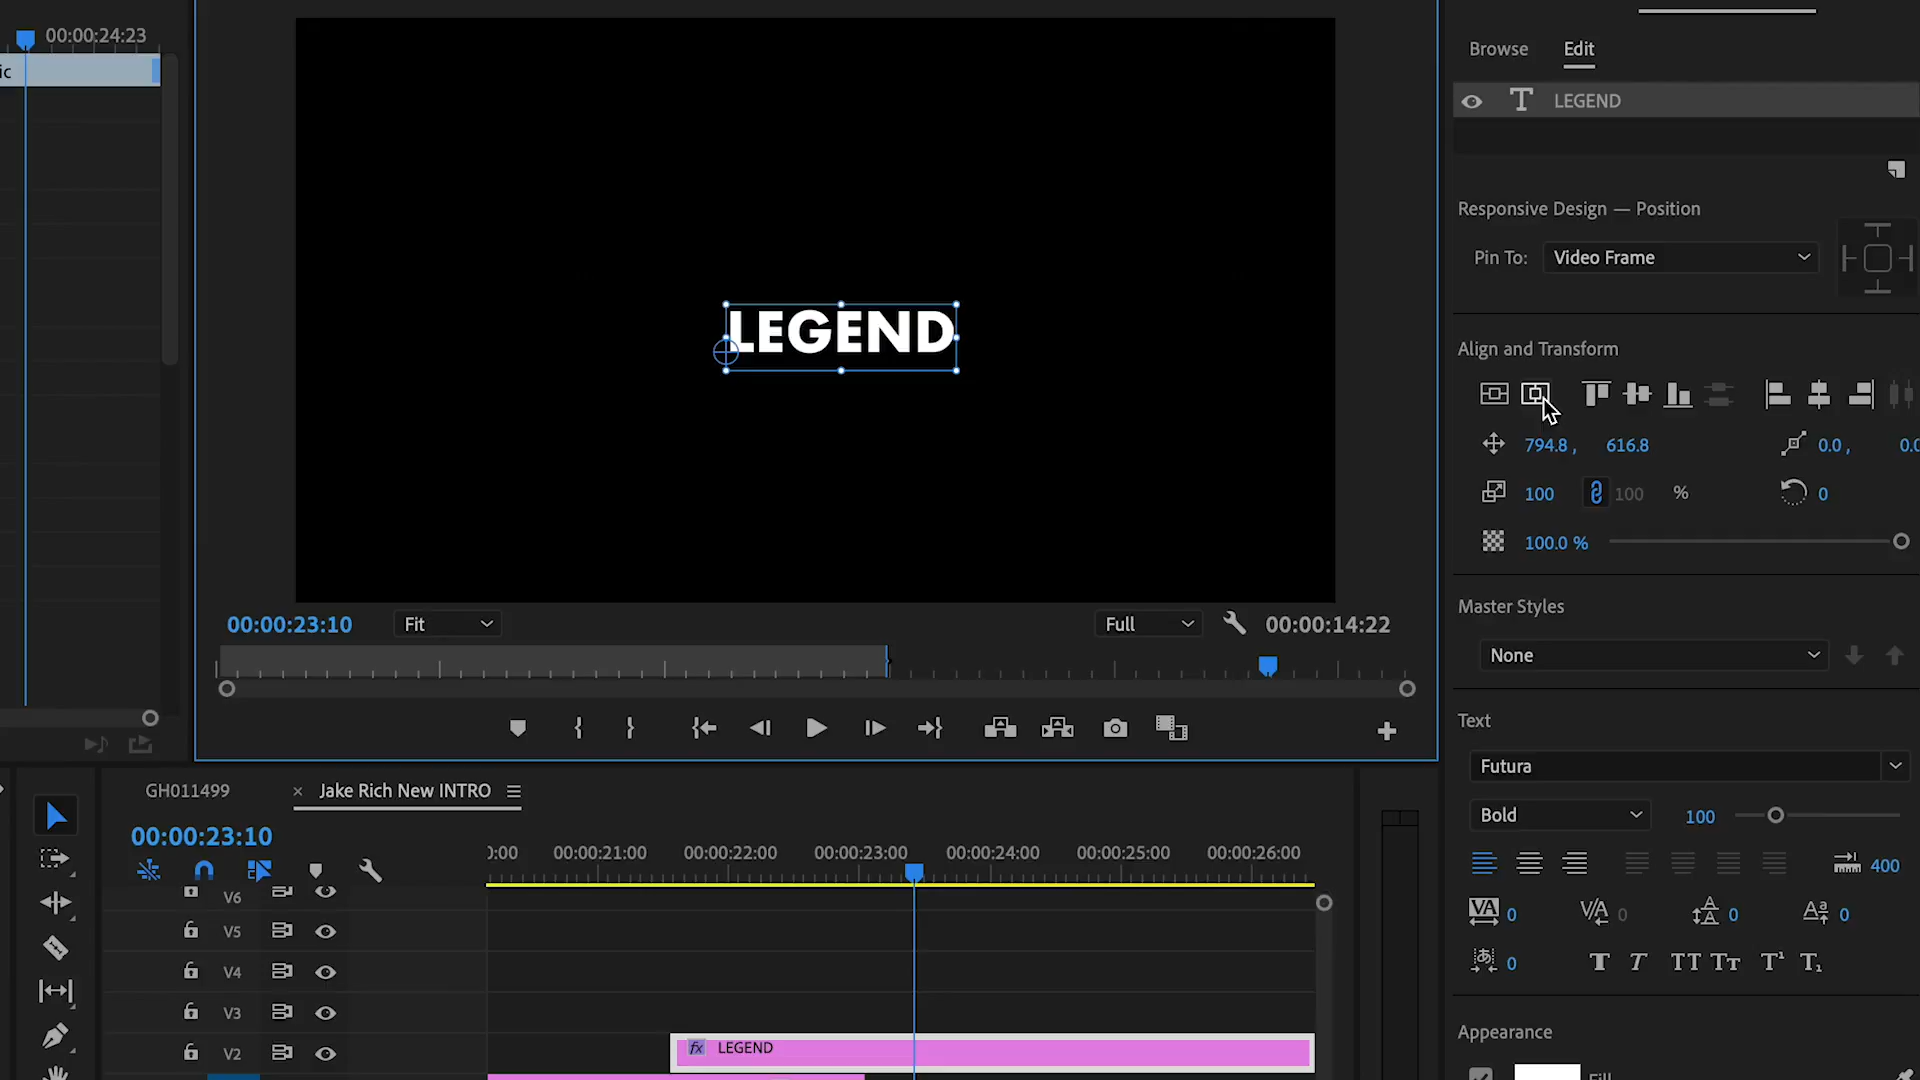 00:00:24:23
ic
LEGEND
00:00:23:10
Fit
Full
00:00:14:22
Browse
Edit
LEGEND
Responsive Design — Position
Pin To:
Video Frame
Align and Transform
794.8 ,
616.8
0.0 ,
0.0
100
100
%
0
100.0 %
Master Styles
None
Text
Futura
Bold
100
400
0
0
0
0
0
Appearance
Fill
GH011499
× Jake Rich New INTRO
00:00:23:10
0:00
00:00:21:00
00:00:22:00
00:00:23:00
00:00:24:00
00:00:25:00
00:00:26:00
V6
V5
V4
V3
V2
fx LEGEND